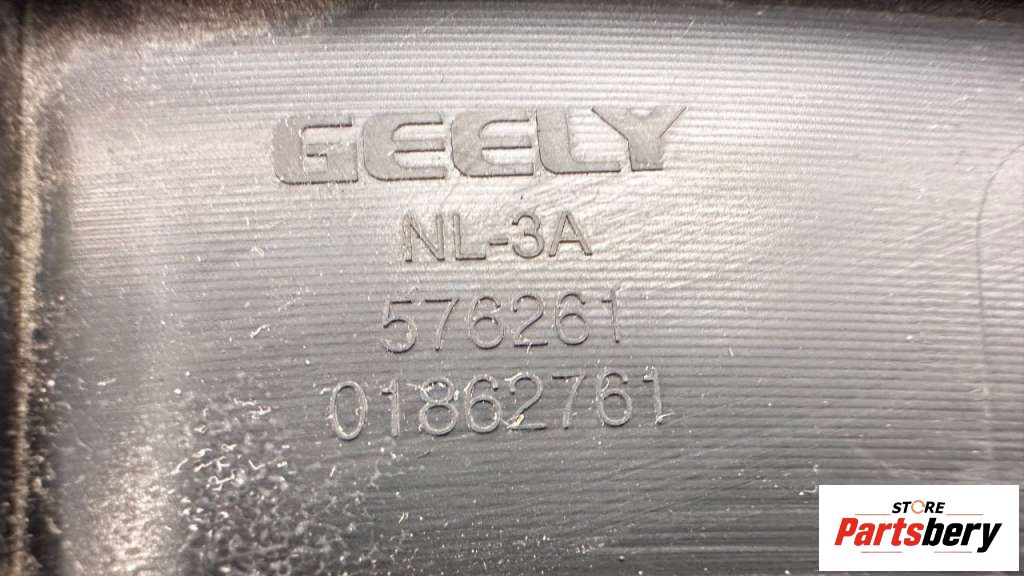 GEELY
NL-3A
576261
01862761
STORE
Partsbery